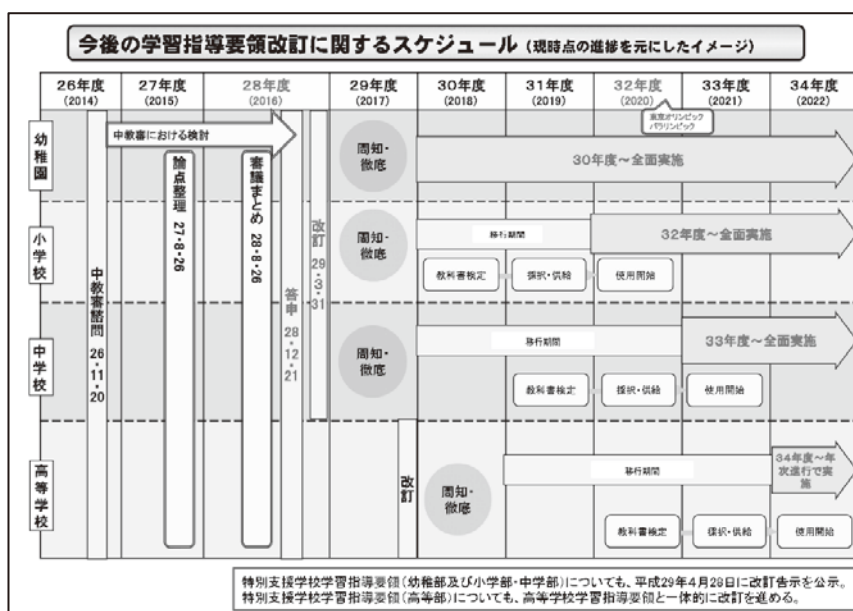 今後の学習指導要領改訂に関するスケジュール（現時点の進捗を元にしたイメージ）
26年度 27年度 28年度 29年度 30年度 31年度 32年度 33年度 34年度
(2014) (2015) (2016) (2017) (2018) (2019) (2020) (2021) (2022)
東京オリンピック
パラリンピック
中教審における検討
中教審諮問 26・11・20
論点整理 27・8・26
審議まとめ 28・8・26
答申 28・12・21
改訂 29・3・31
幼稚園
周知・
徹底
30年度～全面実施
小学校
周知・
徹底
移行期間
32年度～全面実施
教科書検定 採択・供給 使用開始
中学校
周知・
徹底
移行期間
33年度～全面実施
教科書検定 採択・供給 使用開始
高等学校
改訂
周知・
徹底
移行期間
34年度～年
次進行で実
施
教科書検定 採択・供給 使用開始
特別支援学校学習指導要領(幼稚部及び小学部・中学部)についても、平成29年4月28日に改訂告示を公示。
特別支援学校学習指導要領(高等部)についても、高等学校学習指導要領と一体的に改訂を進める。